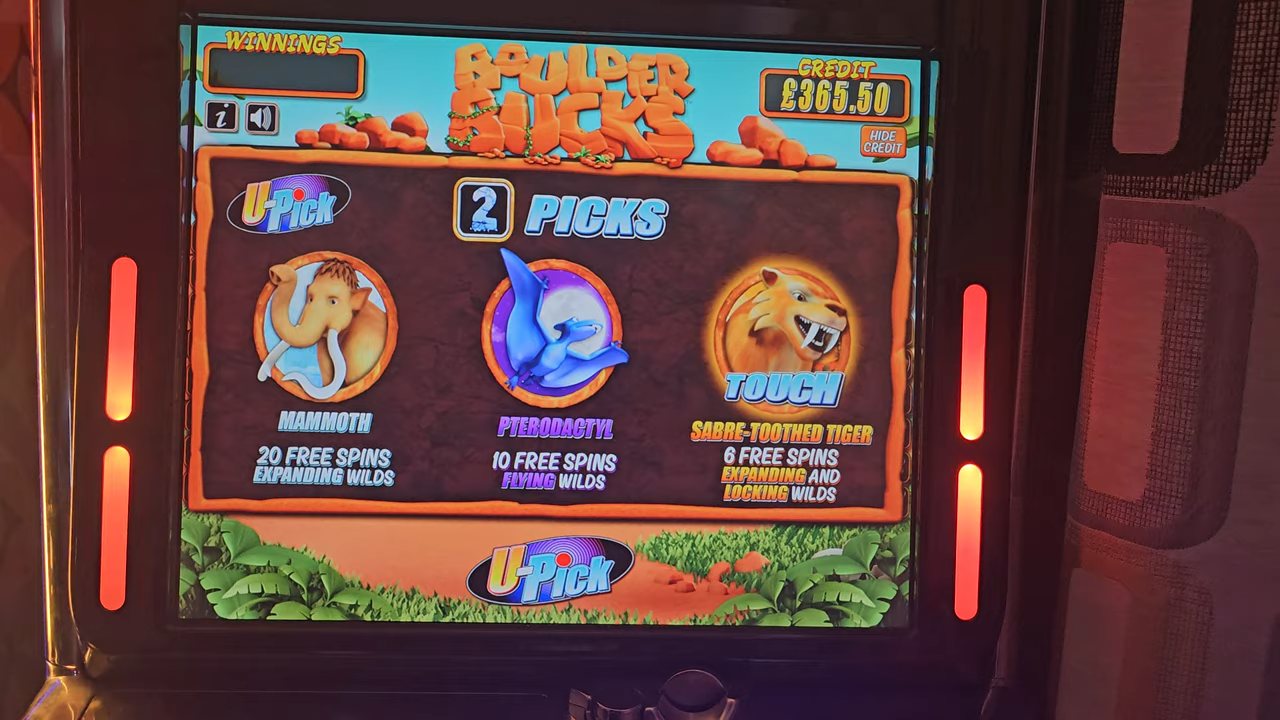 WINNINGS
BOULDER
BUCKS
CREDIT
£365.50
i
HIDE
CREDIT
U-PICK
2 PICKS
TOUCH
MAMMOTH
20 FREE SPINS
EXPANDING WILDS
PTERODACTYL
10 FREE SPINS
FLYING WILDS
SABRE-TOOTHED TIGER
6 FREE SPINS
EXPANDING AND
LOCKING WILDS
U-PICK